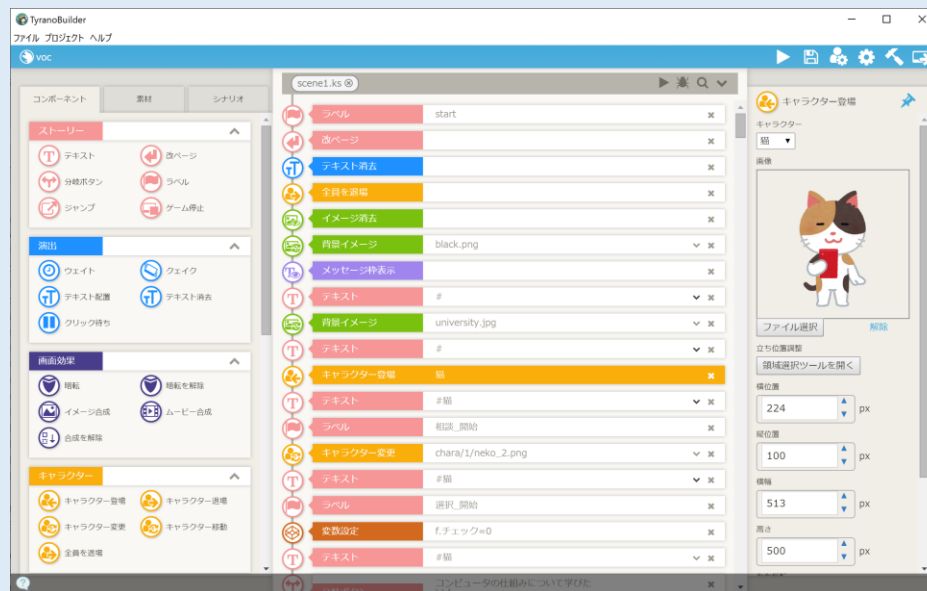 TyranoBuilder
ファイル プロジェクト ヘルプ
voc
コンポーネント 素材 シナリオ
ストーリー
テキスト 改ページ
分岐ボタン ラベル
ジャンプ ゲーム停止
演出
ウェイト クェイク
テキスト配置 テキスト消去
クリック待ち
画面効果
暗転 暗転を解除
イメージ合成 ムービー合成
合成を解除
キャラクター
キャラクター登場 キャラクター退場
キャラクター変更 キャラクター移動
全員を退場
scene1.ks
ラベル start
改ページ
テキスト消去
全員を退場
イメージ消去
背景イメージ black.png
メッセージ枠表示
テキスト #
背景イメージ university.jpg
テキスト #
キャラクター登場 猫
テキスト #猫
ラベル 相談_開始
キャラクター変更 chara/1/neko_2.png
テキスト #猫
ラベル 選択_開始
変数設定 f.チェック=0
テキスト #猫
コンピュータの仕組みについて学びた
キャラクター登場
キャラクター
猫
画像
ファイル選択 解除
立ち位置調整
領域選択ツールを開く
横位置
224 px
縦位置
100 px
横幅
513 px
高さ
500 px